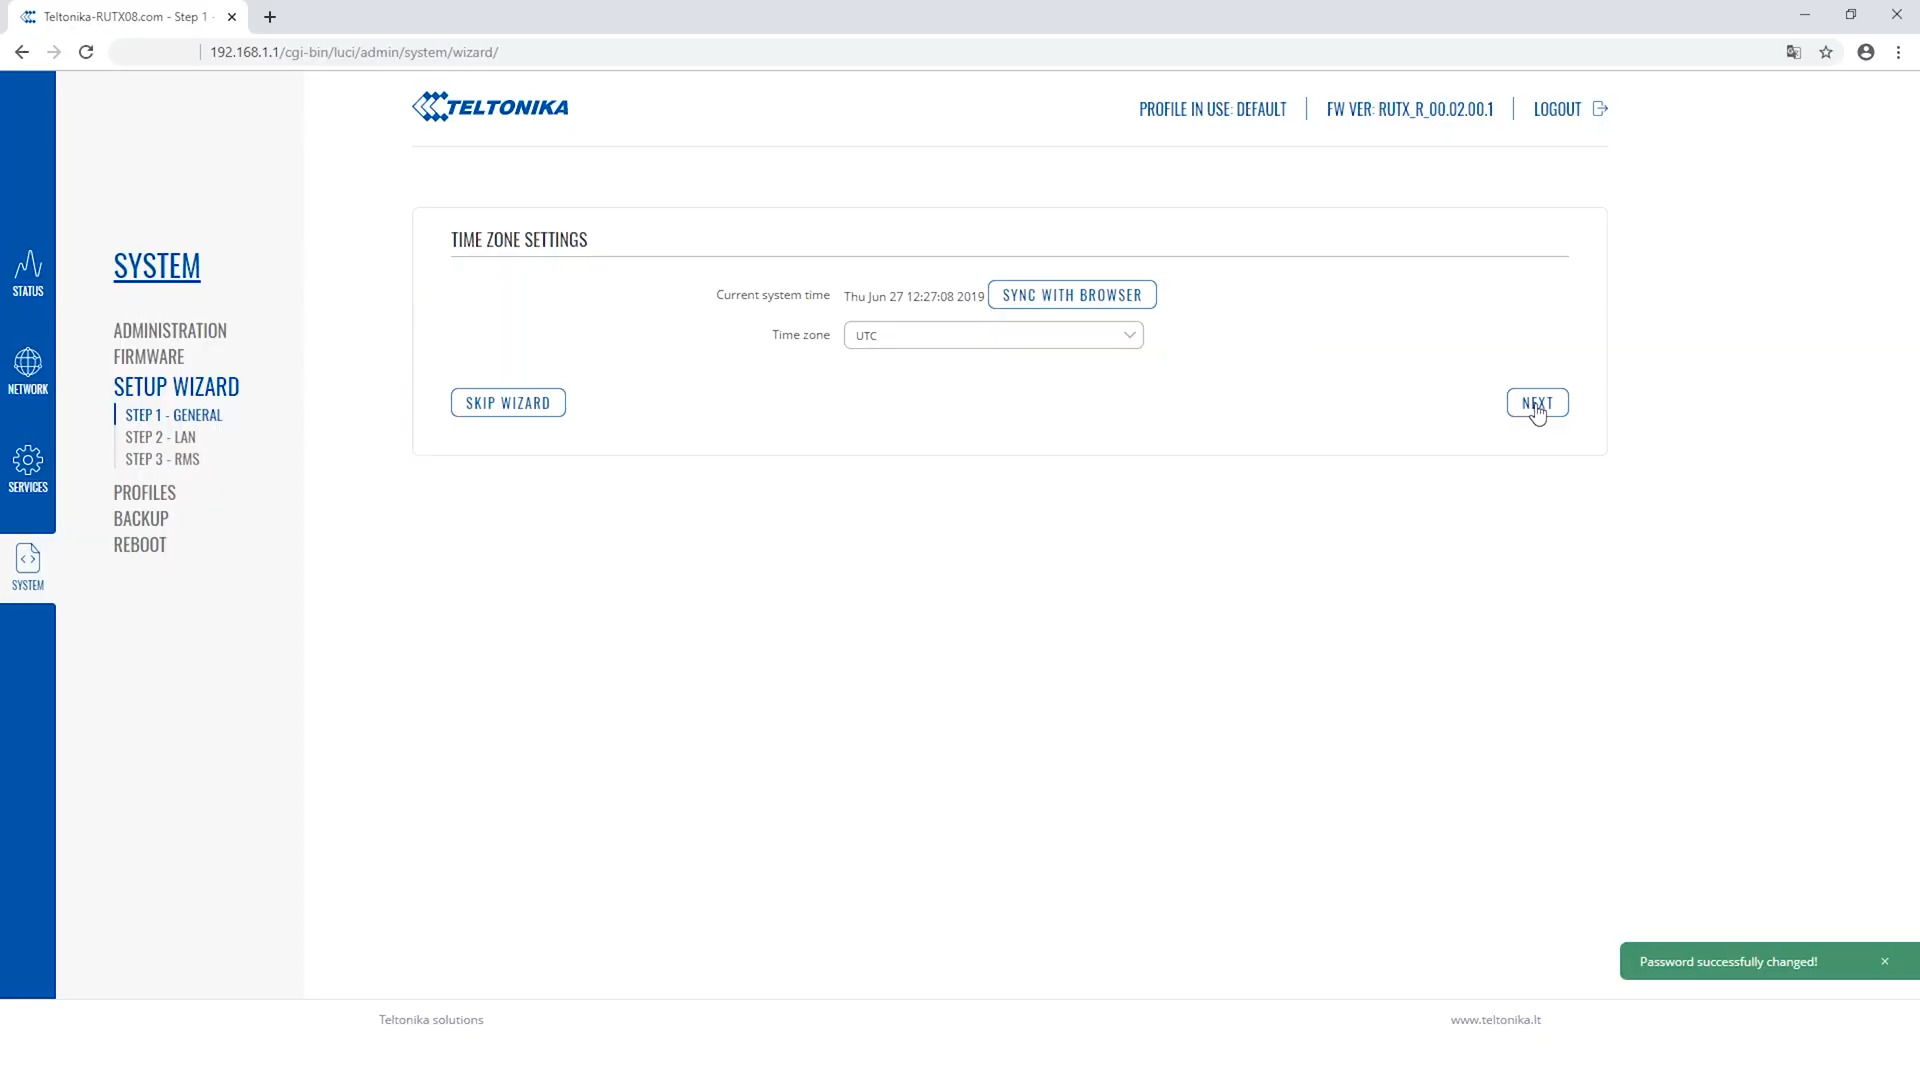 Teltonika-RUTX08.com - Step 1 -
192.168.1.1/cgi-bin/luci/admin/system/wizard/
TELTONIKA
PROFILE IN USE: DEFAULT
FW VER: RUTX_R_00.02.00.1
LOGOUT
STATUS
NETWORK
SERVICES
SYSTEM
SYSTEM
ADMINISTRATION
FIRMWARE
SETUP WIZARD
STEP 1 - GENERAL
STEP 2 - LAN
STEP 3 - RMS
PROFILES
BACKUP
REBOOT
TIME ZONE SETTINGS
Current system time Thu Jun 27 12:27:08 2019 SYNC WITH BROWSER
Time zone UTC
SKIP WIZARD
NEXT
Password successfully changed!
Teltonika solutions
www.teltonika.lt